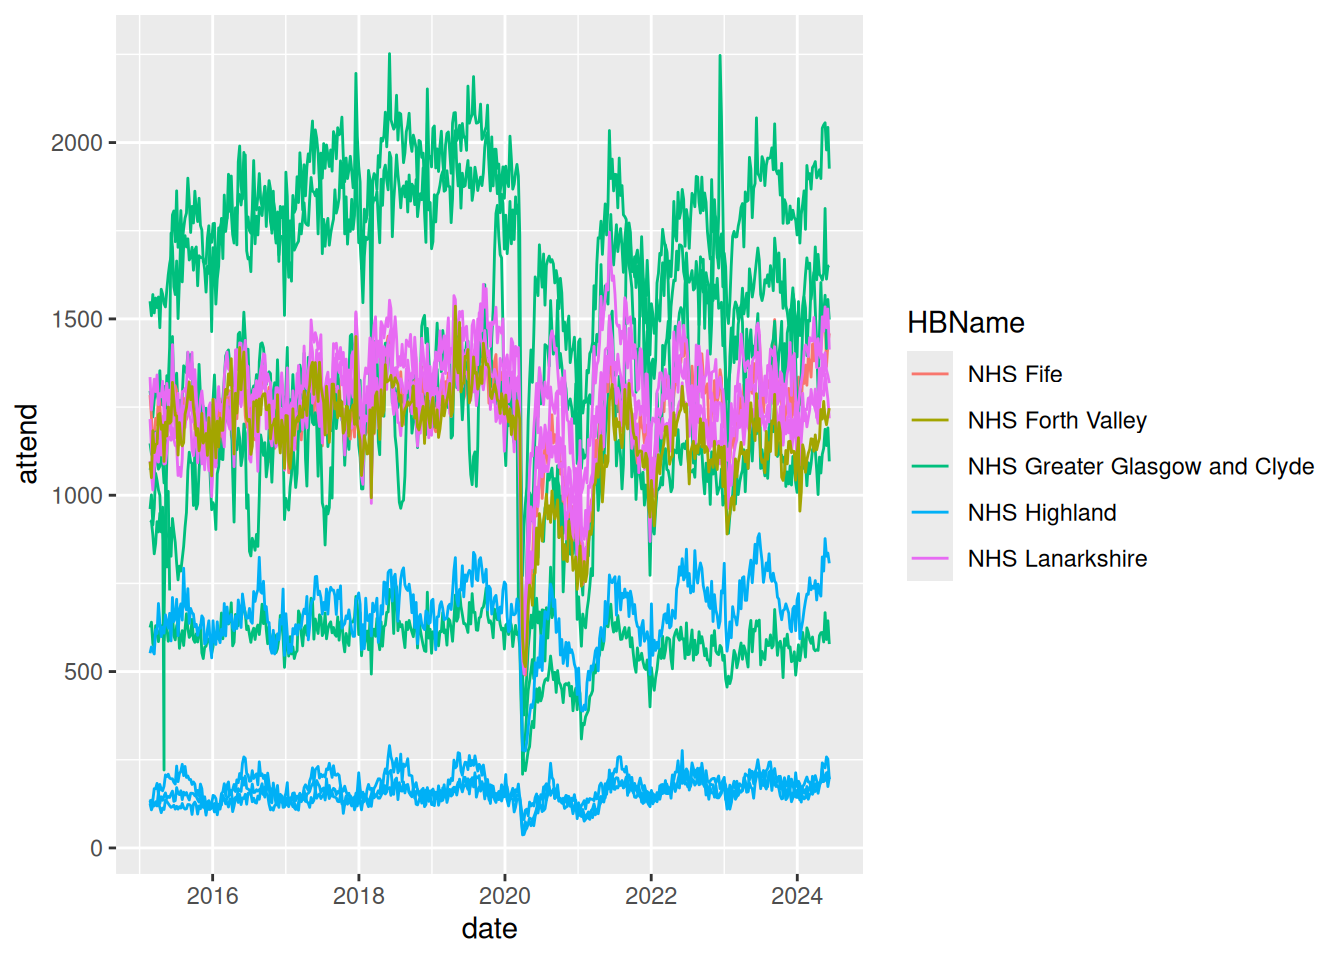 2000
1500
1000
500
0
attend
2016
2018
2020
2022
2024
date
HBName
NHS Fife
NHS Forth Valley
NHS Greater Glasgow and Clyde
NHS Highland
NHS Lanarkshire